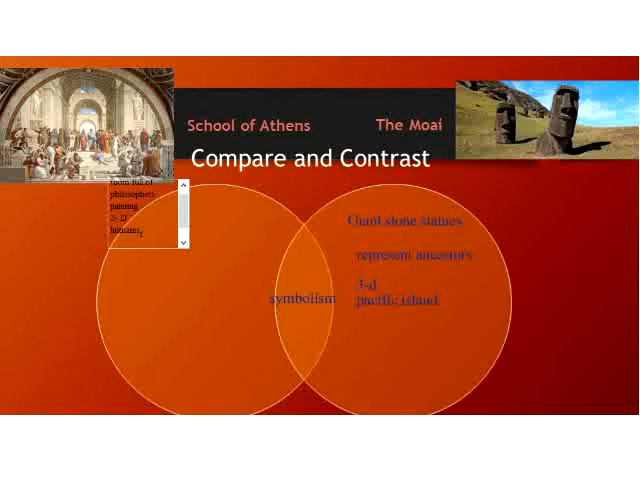 School of Athens
The Moai
Compare and Contrast
room full of
philosophers
painting
2- D
humans
Giant stone statues
represent ancestors
3-d
symbolism
pacific island